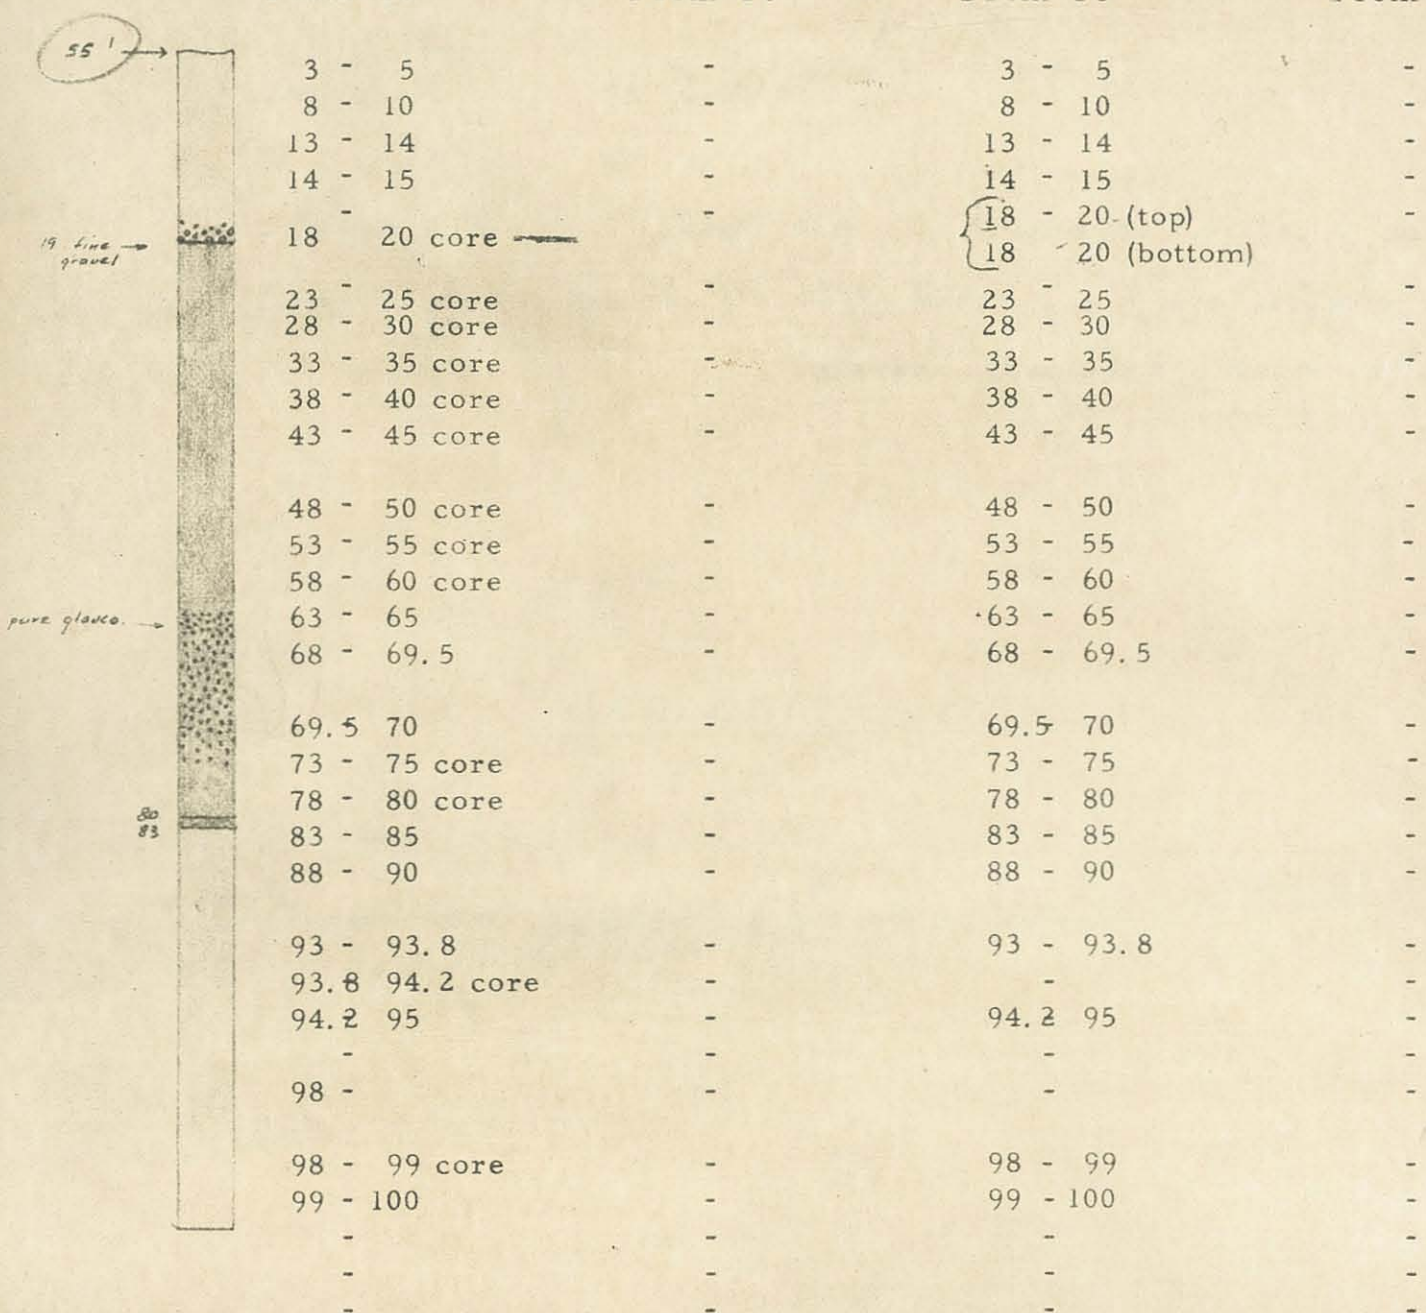 55'
3 - 5 - 3 - 5 -
8 - 10 - 8 - 10 -
13 - 14 - 13 - 14 -
14 - 15 - 14 - 15 -
- - 18 - 20 (top) -
19 fine gravel
18 20 core - 18 - 20 (bottom)
23 - 25 core - 23 - 25 -
28 - 30 core - 28 - 30 -
33 - 35 core - 33 - 35 -
38 - 40 core - 38 - 40 -
43 - 45 core - 43 - 45 -
48 - 50 core - 48 - 50 -
53 - 55 core - 53 - 55 -
58 - 60 core - 58 - 60 -
pure glauco. 63 - 65 - 63 - 65 -
68 - 69.5 - 68 - 69.5 -
69.5 70 - 69.5 70 -
73 - 75 core - 73 - 75 -
78 - 80 core - 78 - 80 -
80
83
83 - 85 - 83 - 85 -
88 - 90 - 88 - 90 -
93 - 93.8 - 93 - 93.8 -
93.8 94.2 core - - -
94.2 95 - 94.2 95 -
- - - -
98 - - - -
98 - 99 core - 98 - 99 -
99 - 100 - 99 - 100 -
- - - -
- - - -
- - - -